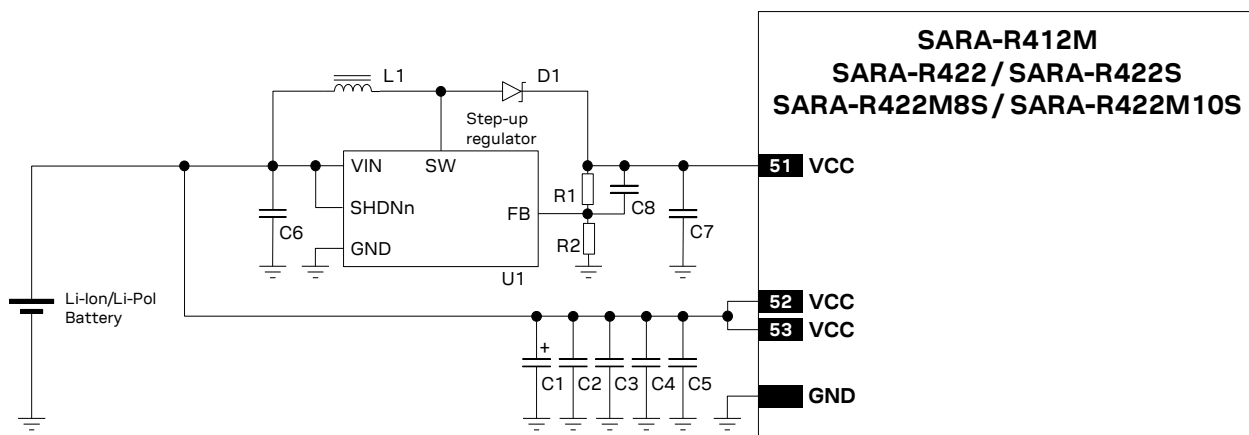 SARA-R412M
SARA-R422 / SARA-R422S
SARA-R422M8S / SARA-R422M10S
L1
D1
Step-up
regulator
VIN
SW
51 VCC
R1
C8
SHDNn
FB
C6
C7
R2
GND
U1
Li-Ion/Li-Pol
Battery
52 VCC
53 VCC
+
C1
C2
C3
C4
C5
GND